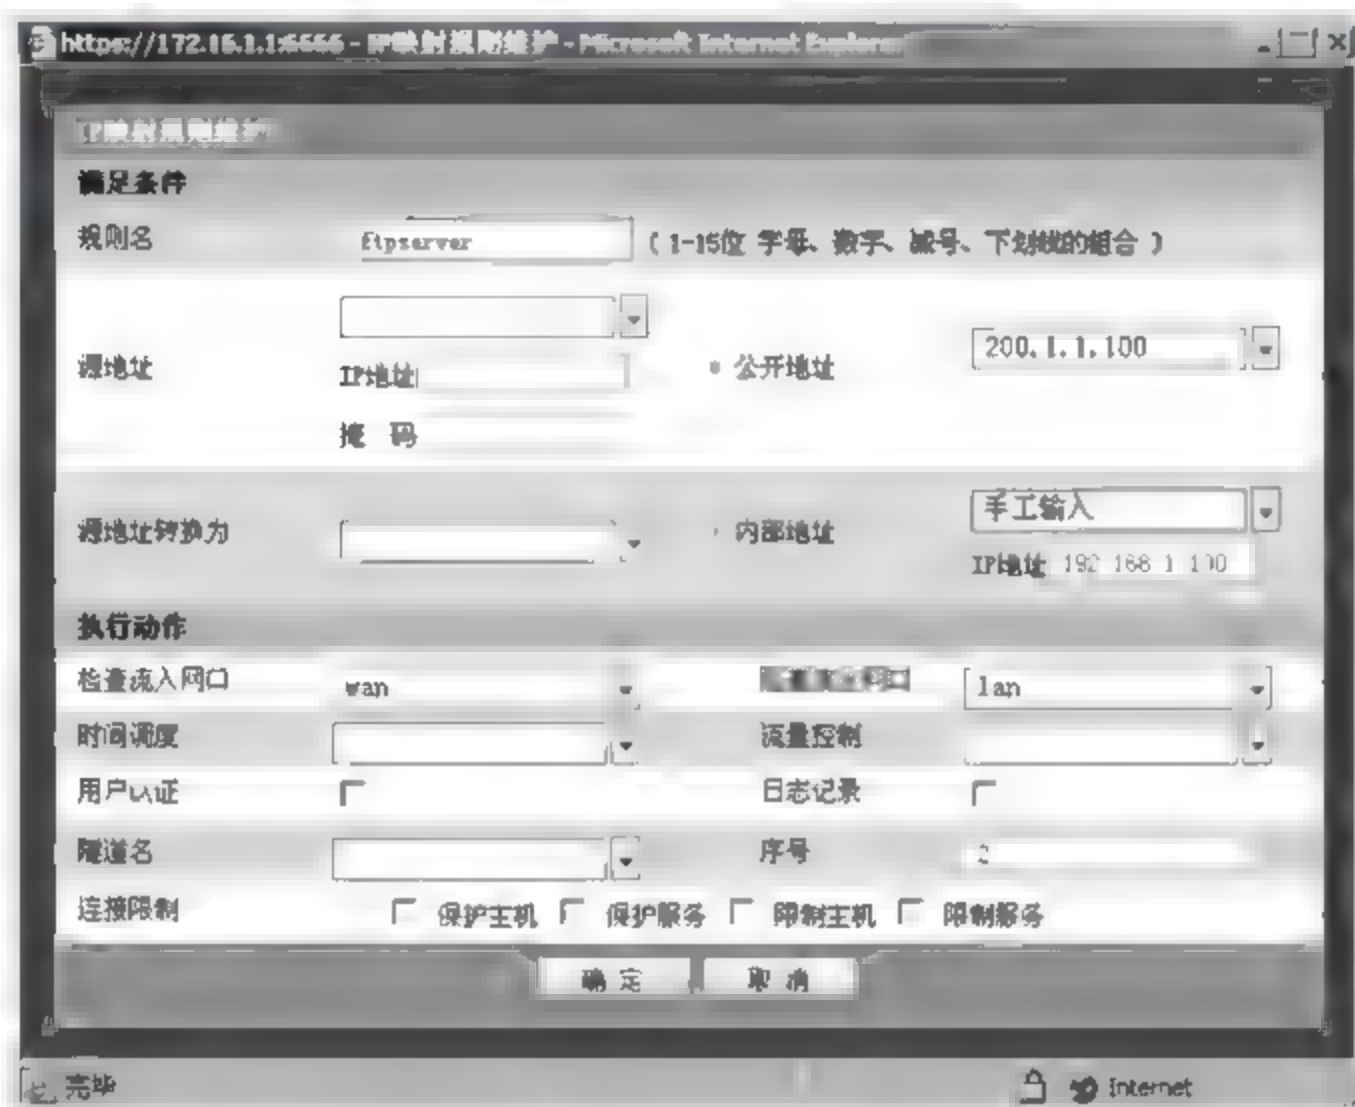 https://172.16.1.1:6666 - IP映射规则维护 - Microsoft Internet Explorer
IP映射规则维护
满足条件
规则名 ftpserver (1-15位 字母、数字、减号、下划线的组合)
源地址 IP地址 掩 码 * 公开地址 200.1.1.100
源地址转换为 内部地址 手工输入
IP地址 192 168 1 100
执行动作
检查流入网口 wan lan
时间调度 流量控制
用户认证 日志记录
隧道名 序号 2
连接限制 保护主机 保护服务 限制主机 限制服务
确定 取消
完毕 Internet